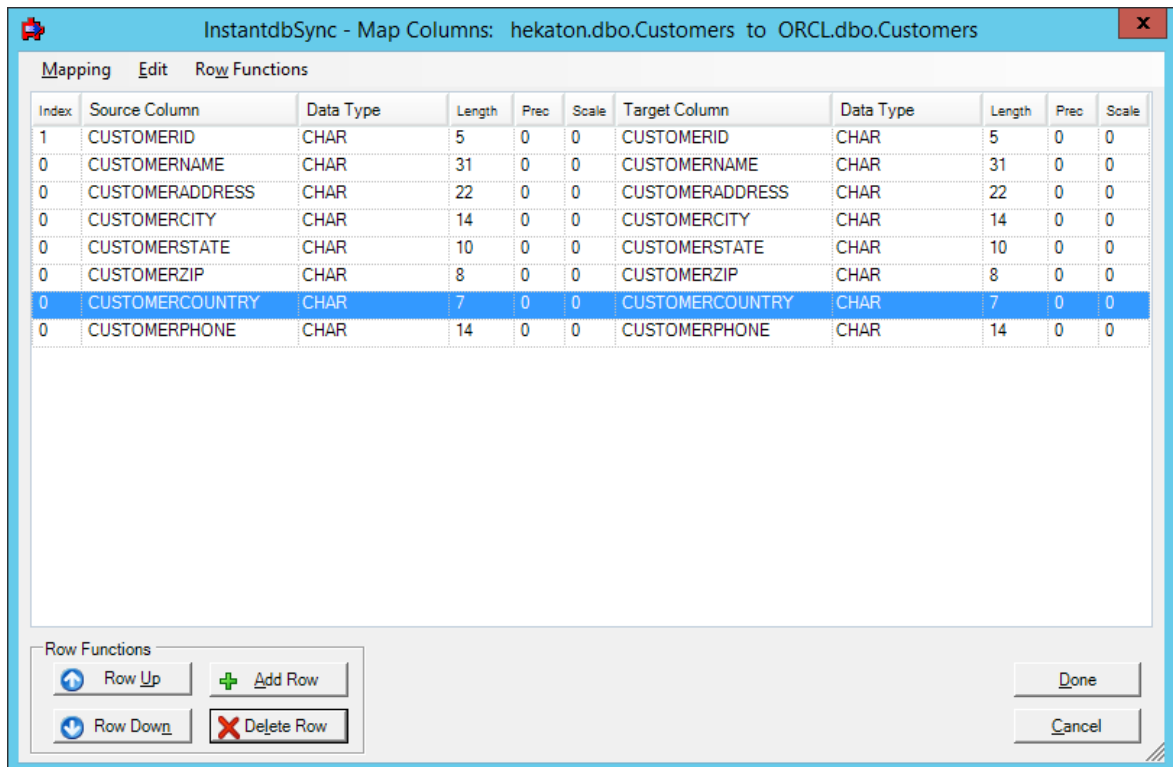 InstantdbSync - Map Columns:   hekaton.dbo.Customers  to  ORCL.dbo.Customers x
Mapping Edit Row Functions
Index Source Column Data Type Length Prec Scale Target Column Data Type Length Prec Scale
1 CUSTOMERID CHAR 5 0 0 CUSTOMERID CHAR 5 0 0
0 CUSTOMERNAME CHAR 31 0 0 CUSTOMERNAME CHAR 31 0 0
0 CUSTOMERADDRESS CHAR 22 0 0 CUSTOMERADDRESS CHAR 22 0 0
0 CUSTOMERCITY CHAR 14 0 0 CUSTOMERCITY CHAR 14 0 0
0 CUSTOMERSTATE CHAR 10 0 0 CUSTOMERSTATE CHAR 10 0 0
0 CUSTOMERZIP CHAR 8 0 0 CUSTOMERZIP CHAR 8 0 0
0 CUSTOMERCOUNTRY CHAR 7 0 0 CUSTOMERCOUNTRY CHAR 7 0 0
0 CUSTOMERPHONE CHAR 14 0 0 CUSTOMERPHONE CHAR 14 0 0
Row Functions
Row Up Add Row Done
Row Down Delete Row Cancel